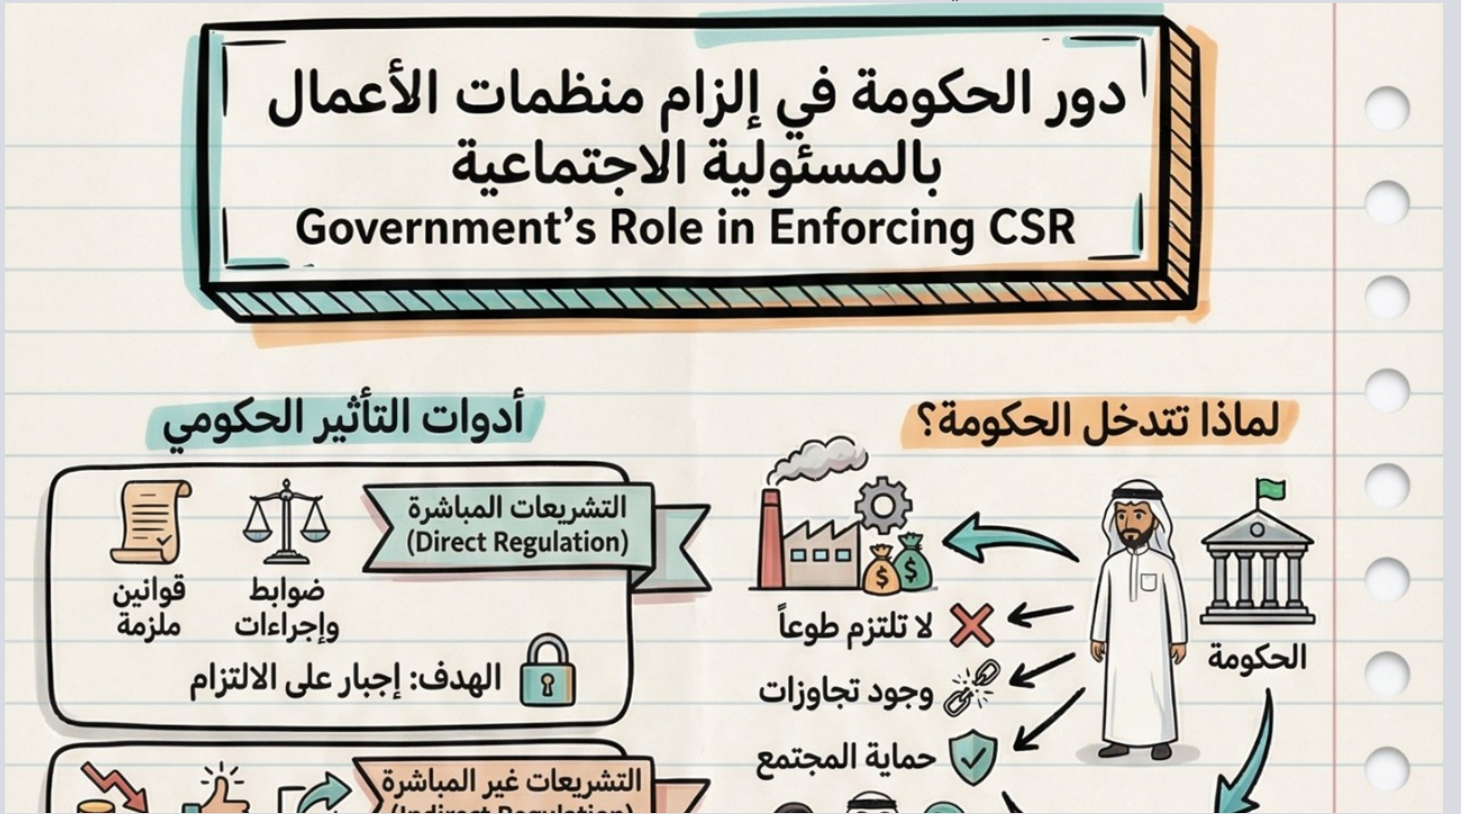 دور الحكومة في إلزام منظمات الأعمال
بالمسئولية الاجتماعية
Government's Role in Enforcing CSR
لماذا تتدخل الحكومة؟
الحكومة
لا تلتزم طوعاً
وجود تجاوزات
حماية المجتمع
أدوات التأثير الحكومي
التشريعات المباشرة
(Direct Regulation)
ضوابط
وإجراءات
قوانين
ملزمة
الهدف: إجبار على الالتزام
التشريعات غير المباشرة
(Indirect Regulation)